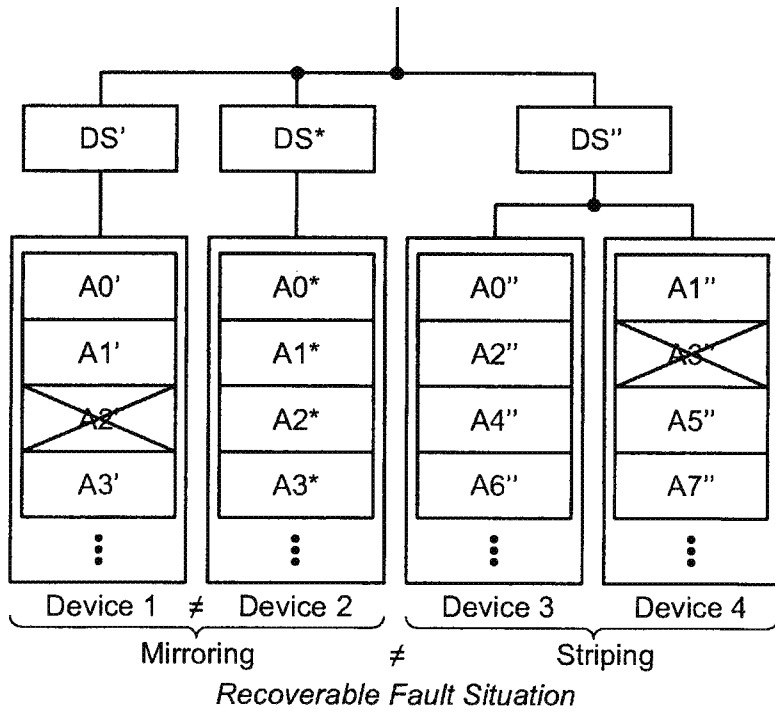 DS’ DS* DS”
A0’ A0* A0” A1”
A1’ A1* A2” A3”
A2’ A2* A4” A5”
A3’ A3* A6” A7”
Device 1 ≠ Device 2 Device 3 Device 4
Mirroring ≠ Striping
Recoverable Fault Situation